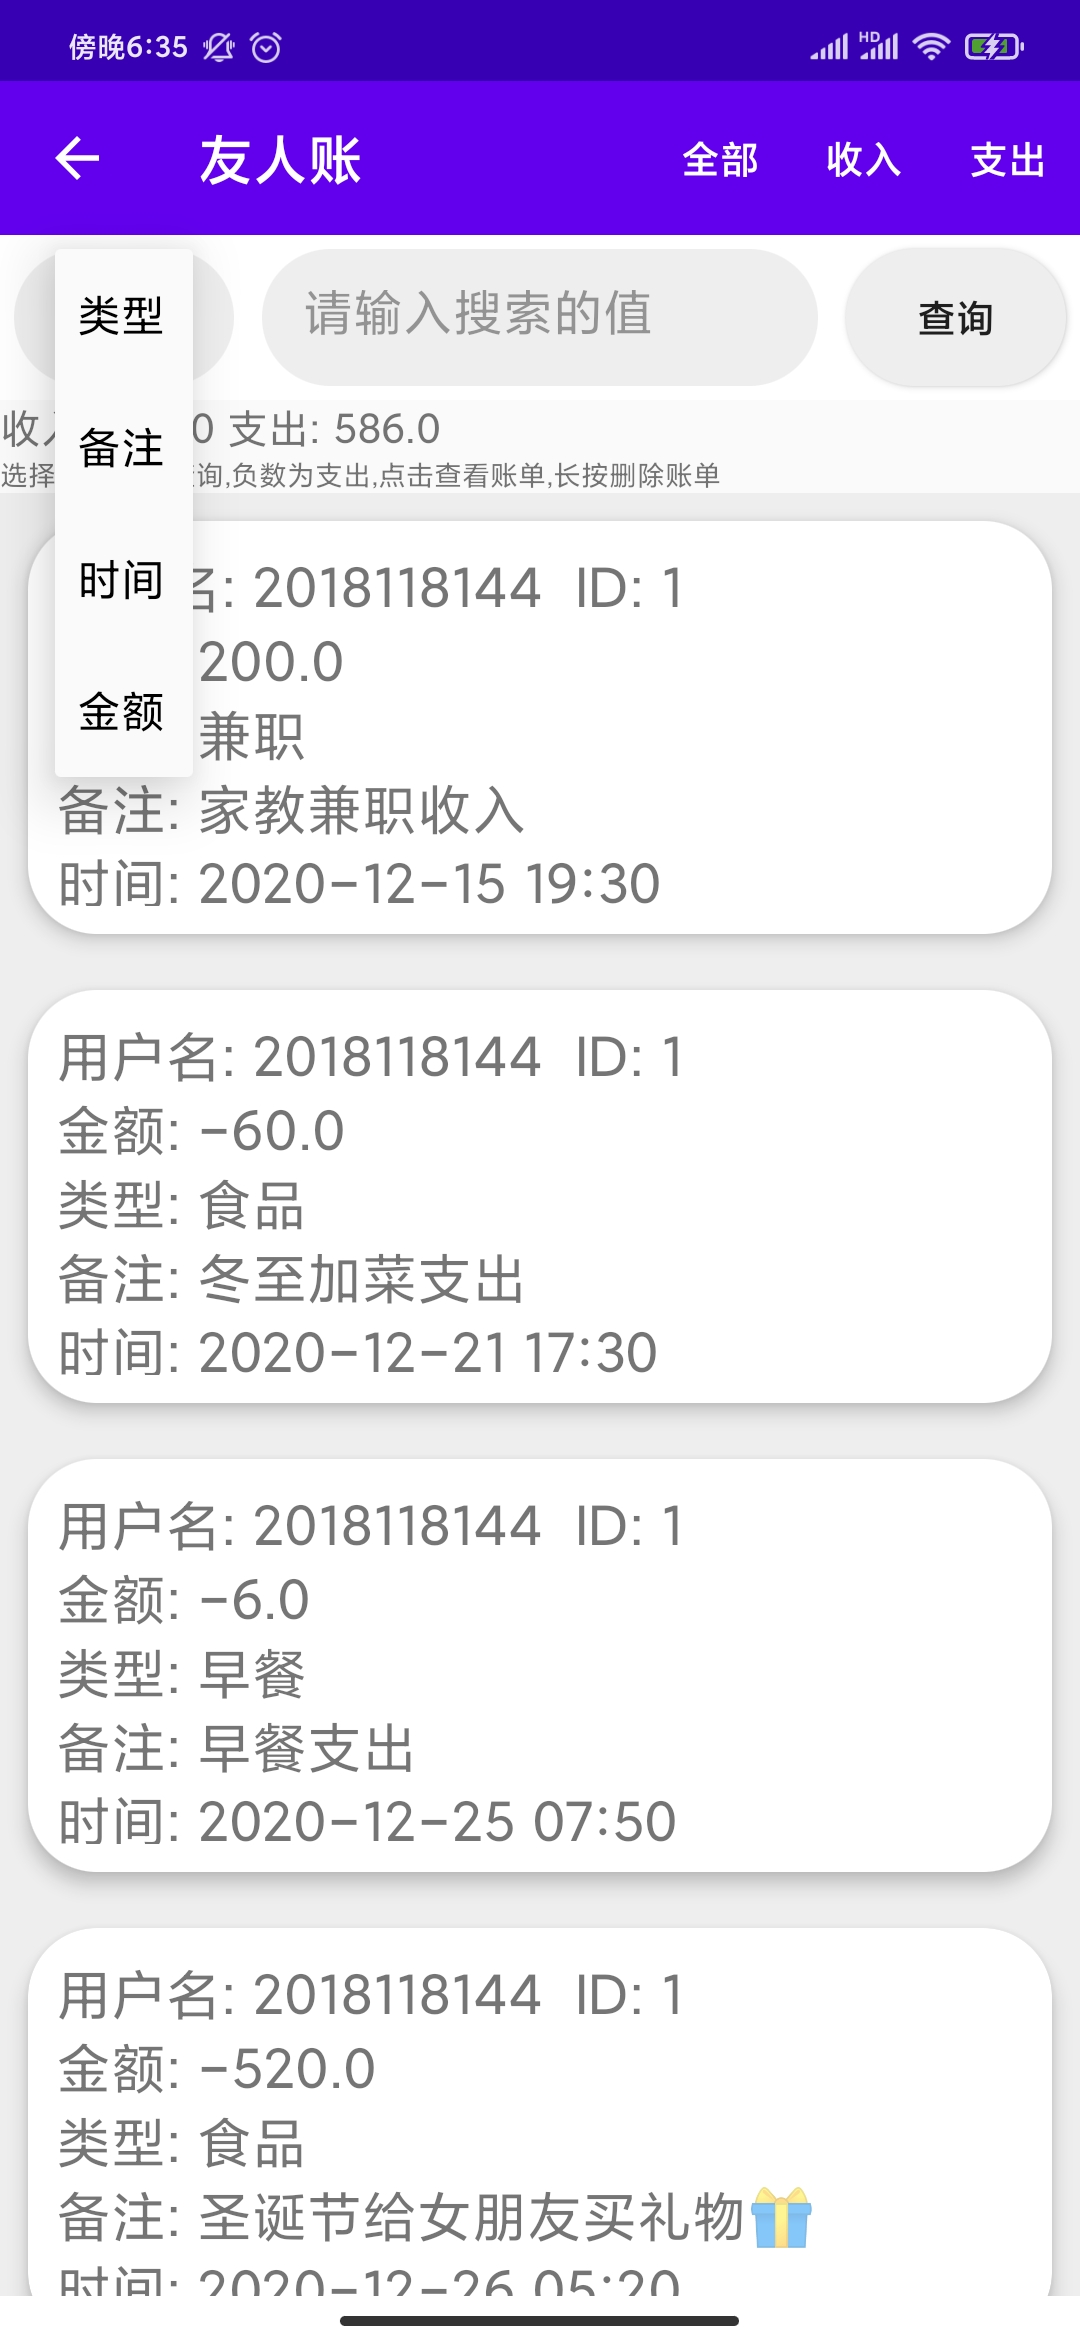 傍晚6:35 HD
友人账 全部 收入 支出
类型 请输入搜索的值 查询
备注
时间
金额
收 0 支出: 586.0
选择 询,负数为支出,点击查看账单,长按删除账单
名: 2018118144 ID: 1
200.0
兼职
备注: 家教兼职收入
时间: 2020-12-15 19:30
用户名: 2018118144 ID: 1
金额: -60.0
类型: 食品
备注: 冬至加菜支出
时间: 2020-12-21 17:30
用户名: 2018118144 ID: 1
金额: -6.0
类型: 早餐
备注: 早餐支出
时间: 2020-12-25 07:50
用户名: 2018118144 ID: 1
金额: -520.0
类型: 食品
备注: 圣诞节给女朋友买礼物🎁
时间: 2020-12-26 05:20